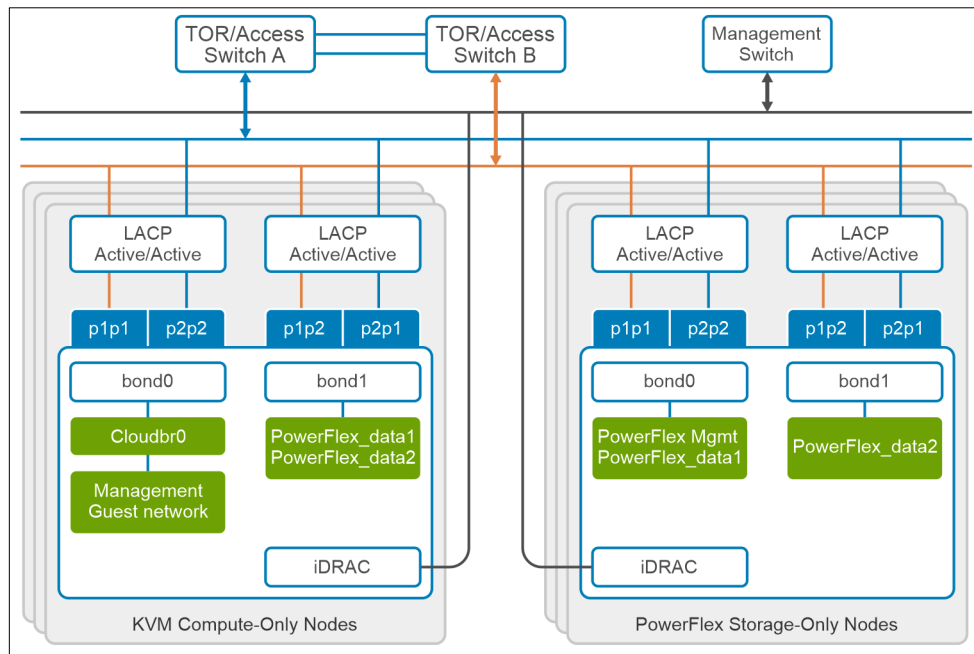 TOR/Access
Switch A
TOR/Access
Switch B
Management
Switch
LACP
Active/Active
LACP
Active/Active
LACP
Active/Active
LACP
Active/Active
p1p1
p2p2
p1p2
p2p1
p1p1
p2p2
p1p2
p2p1
bond0
bond1
bond0
bond1
Cloudbr0
PowerFlex_data1
PowerFlex_data2
PowerFlex Mgmt
PowerFlex_data1
PowerFlex_data2
Management
Guest network
iDRAC
iDRAC
KVM Compute-Only Nodes
PowerFlex Storage-Only Nodes